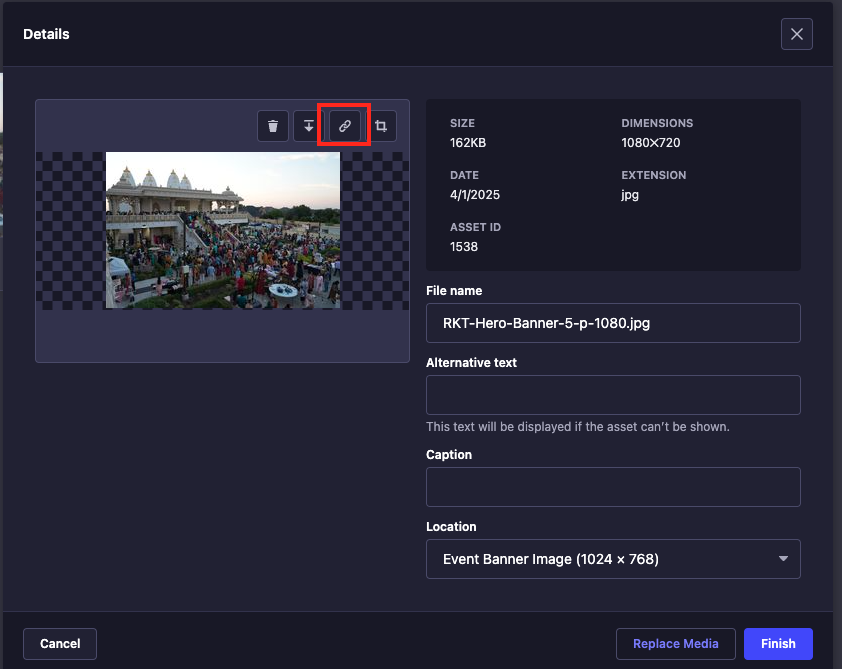 Details
SIZE
162KB
DIMENSIONS
1080✕720
DATE
4/1/2025
EXTENSION
jpg
ASSET ID
1538
File name
RKT-Hero-Banner-5-p-1080.jpg
Alternative text
This text will be displayed if the asset can't be shown.
Caption
Location
Event Banner Image (1024 × 768)
Cancel
Replace Media
Finish